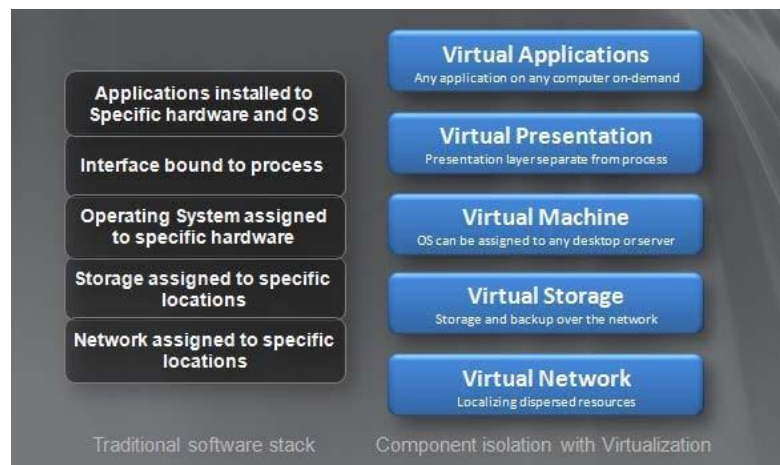 Applications installed to
Specific hardware and OS
Interface bound to process
Operating System assigned
to specific hardware
Storage assigned to specific
locations
Network assigned to specific
locations
Traditional software stack
Virtual Applications
Any application on any computer on-demand
Virtual Presentation
Presentation layer separate from process
Virtual Machine
OS can be assigned to any desktop or server
Virtual Storage
Storage and backup over the network
Virtual Network
Localizing dispersed resources
Component isolation with Virtualization